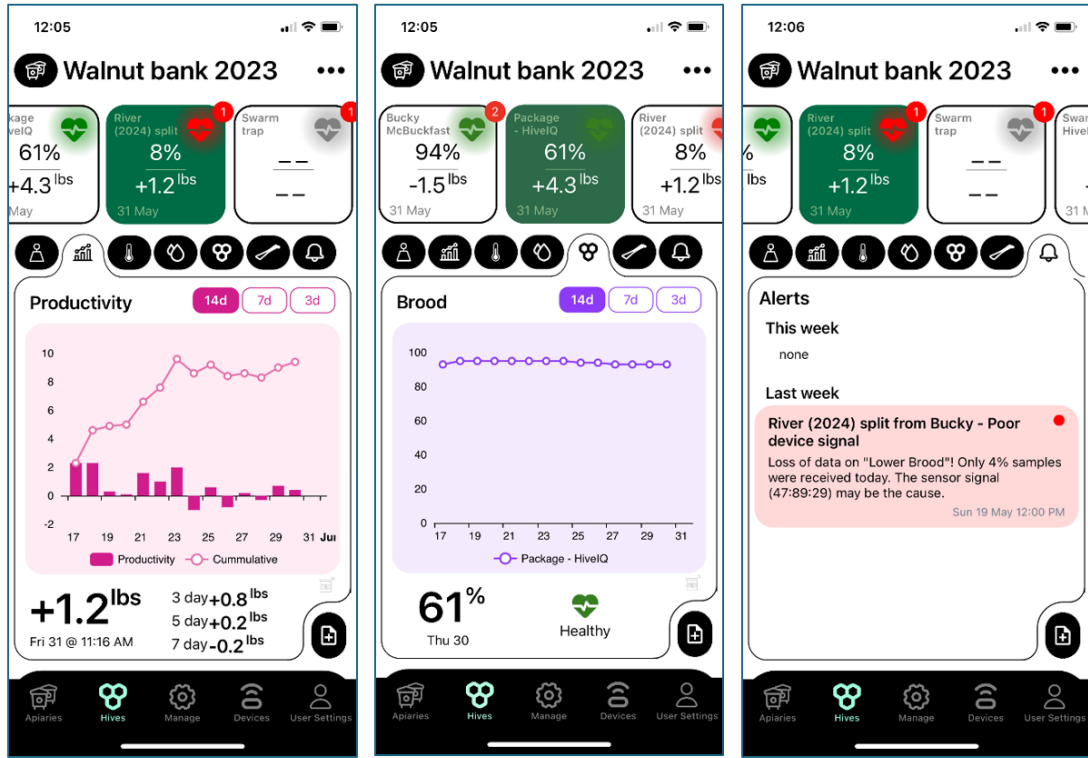 12:05
Walnut bank 2023
kage
velQ
61%
+4.3 lbs
May
River
(2024) split
1
8%
+1.2 lbs
31 May
Swarm
trap
1
-- 
--
Productivity
14d
7d
3d
10
8
6
4
2
0
-2
17 19 21 23 25 27 29 31 Jun
Productivity Cummulative
+1.2 lbs
Fri 31 @ 11:16 AM
3 day +0.8 lbs
5 day +0.2 lbs
7 day -0.2 lbs
Apiaries Hives Manage Devices User Settings
12:05
Walnut bank 2023
Bucky
McBuckfast
2
94%
-1.5 lbs
31 May
Package
- HiveIQ
61%
+4.3 lbs
31 May
River
(2024) split
8%
+1.2 lbs
31 May
Brood
14d
7d
3d
100
80
60
40
20
0
17 19 21 23 25 27 29 31
Package - HiveIQ
61%
Thu 30
Healthy
Apiaries Hives Manage Devices User Settings
12:06
Walnut bank 2023
%
lbs
River
(2024) split
1
8%
+1.2 lbs
31 May
Swarm
trap
1
--
--
Swar
HiveI
31 M
Alerts
This week
none
Last week
River (2024) split from Bucky - Poor
device signal
Loss of data on "Lower Brood"! Only 4% samples
were received today. The sensor signal
(47:89:29) may be the cause.
Sun 19 May 12:00 PM
Apiaries Hives Manage Devices User Settings